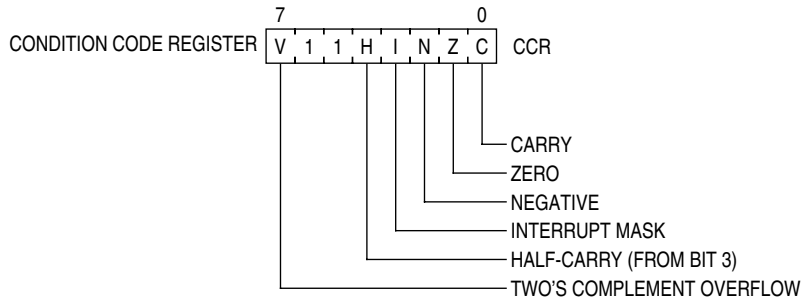 7 0
CONDITION CODE REGISTER V 1 1 H I N Z C CCR
CARRY
ZERO
NEGATIVE
INTERRUPT MASK
HALF-CARRY (FROM BIT 3)
TWO'S COMPLEMENT OVERFLOW